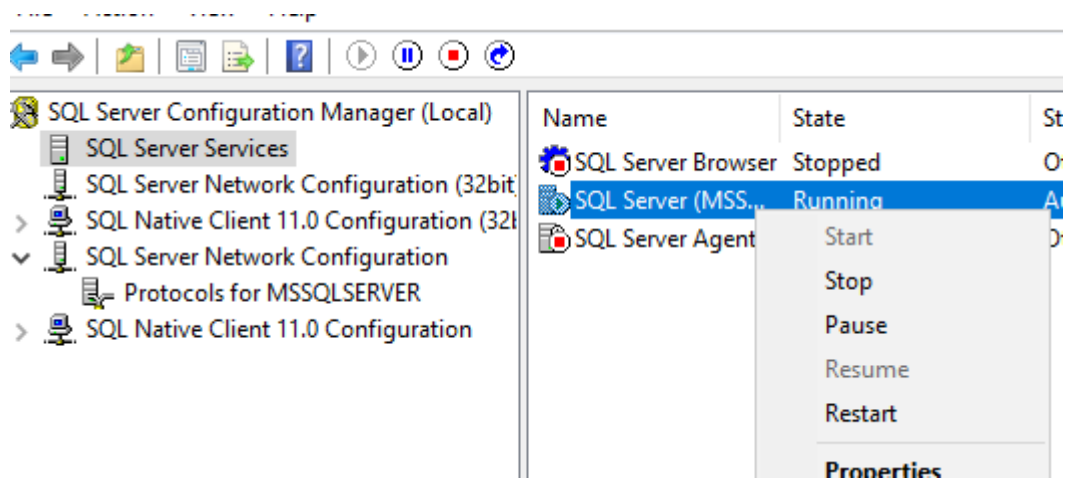 SQL Server Configuration Manager (Local)
SQL Server Services
SQL Server Network Configuration (32bit
SQL Native Client 11.0 Configuration (32
SQL Server Network Configuration
Protocols for MSSQLSERVER
SQL Native Client 11.0 Configuration
Name State St
SQL Server Browser Stopped O
SQL Server (MSS... Running A
SQL Server Agent
Start
Stop
Pause
Resume
Restart
Properties